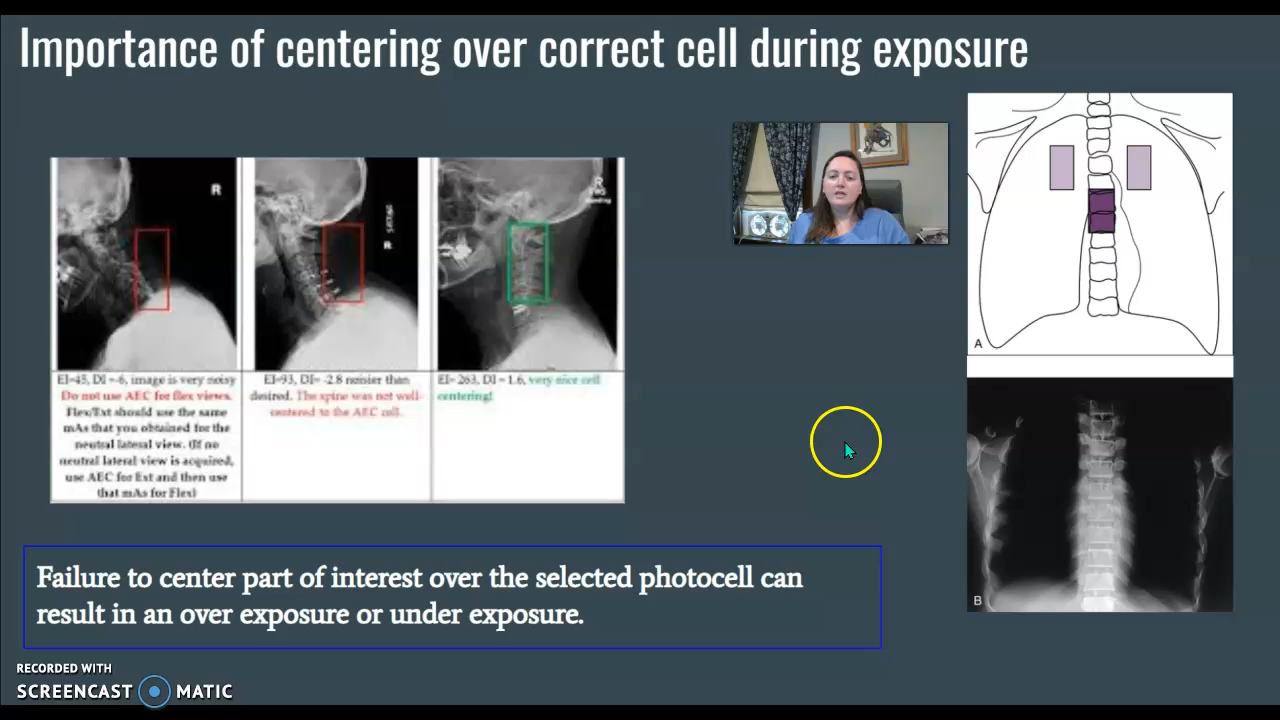 Importance of centering over correct cell during exposure
R
R
EI=45, DI =-6, image is very noisy
Do not use AEC for flex views.
Flex/Ext should use the same
mAs that you obtained for the
neutral lateral view. (If no
neutral lateral view is acquired,
use AEC for Ext and then use
that mAs for Flex)
EI=93, DI= -2.8 noisier than
desired. The spine was not well-
centered to the AEC cell.
EI= 263, DI = 1.6, very nice cell
centering!
A
B
Failure to center part of interest over the selected photocell can
result in an over exposure or under exposure.
RECORDED WITH
SCREENCAST MATIC